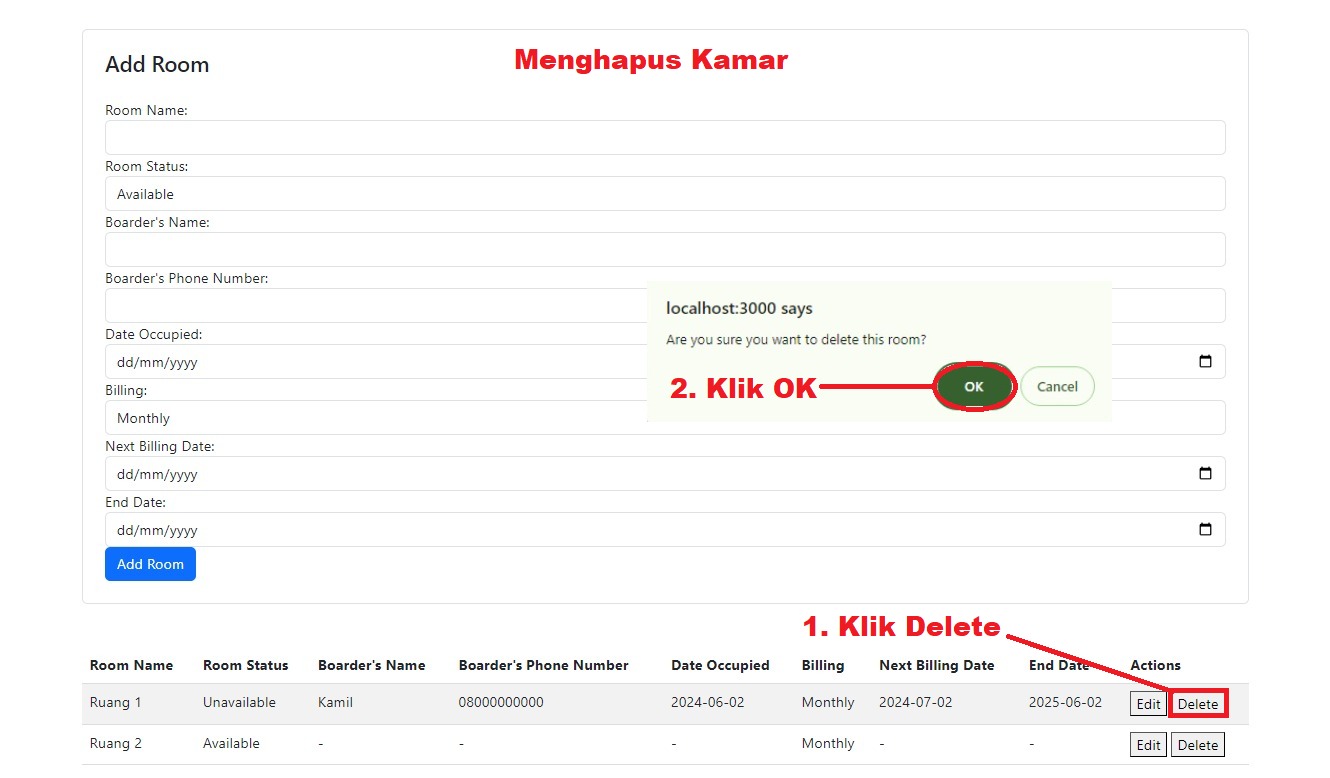 Menghapus Kamar
Add Room
Room Name:
Room Status:
Available
Boarder's Name:
Boarder's Phone Number:
localhost:3000 says
Are you sure you want to delete this room?
2. Klik OK
OK
Cancel
Date Occupied:
dd/mm/yyyy
Billing:
Monthly
Next Billing Date:
dd/mm/yyyy
End Date:
dd/mm/yyyy
Add Room
1. Klik Delete
Room Name Room Status Boarder's Name Boarder's Phone Number Date Occupied Billing Next Billing Date End Date Actions
Ruang 1 Unavailable Kamil 08000000000 2024-06-02 Monthly 2024-07-02 2025-06-02 Edit Delete
Ruang 2 Available - - - Monthly - - Edit Delete